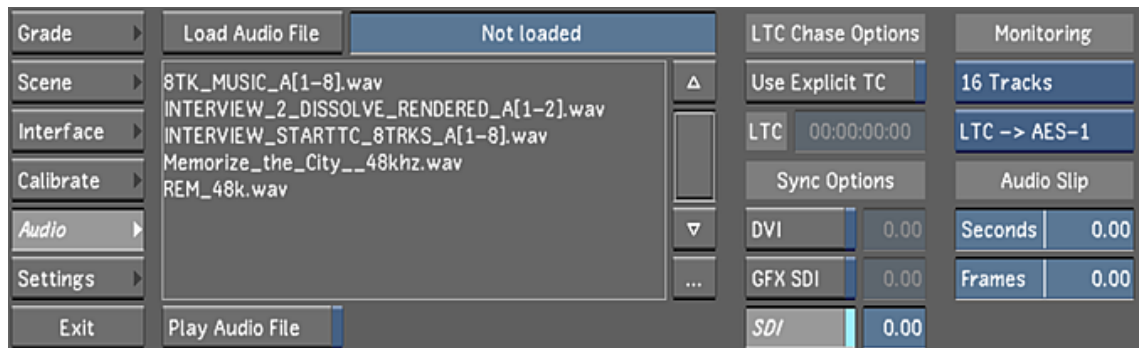 Grade
Scene
Interface
Calibrate
Audio
Settings
Exit
Load Audio File
Not loaded
8TK_MUSIC_A[1-8].wav
INTERVIEW_2_DISSOLVE_RENDERED_A[1-2].wav
INTERVIEW_STARTTC_8TRKS_A[1-8].wav
Memorize_the_City__48khz.wav
REM_48k.wav
...
Play Audio File
LTC Chase Options
Use Explicit TC
LTC 00:00:00:00
Sync Options
DVI 0.00
GFX SDI 0.00
SDI 0.00
Monitoring
16 Tracks
LTC -> AES-1
Audio Slip
Seconds 0.00
Frames 0.00